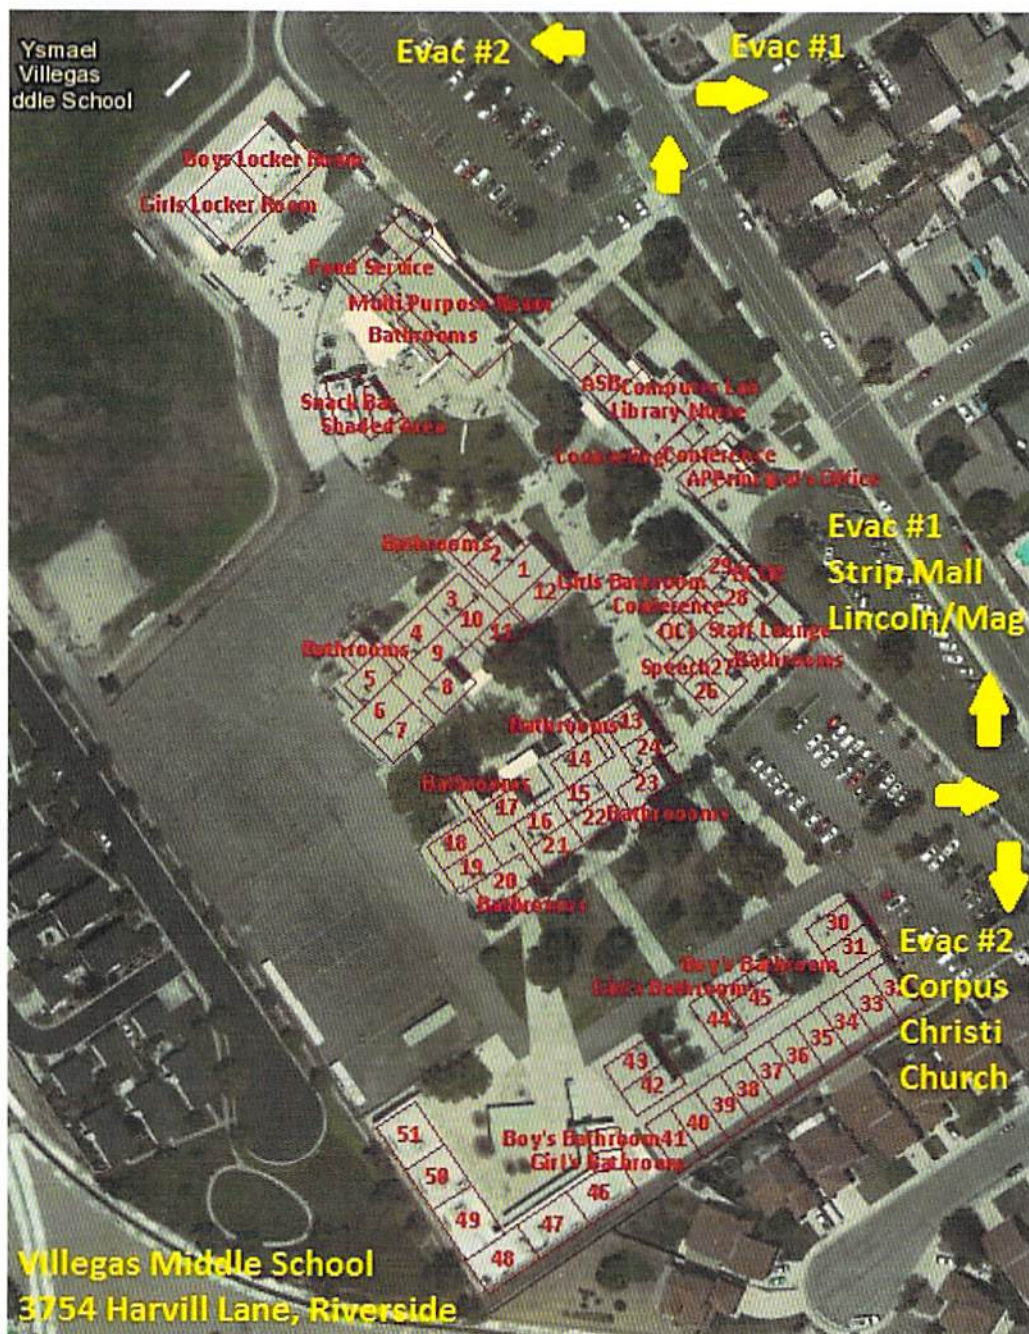 Ysmael
Villegas
ddle School
Evac #2
Evac #1
Boys Locker Room
Girls Locker Room
Food Service
Multi Purpose Room
Bathrooms
Snack Bar
Shaded Area
ASB Computer Lab
Library Nurse
Counseling Conference
AP Principal's Office
Evac #1
Strip Mall
Lincoln/Mag
Bathrooms
2
1
12
3
10
11
4
9
Bathrooms
5
8
6
7
29
Girls Bathroom
28
Conference
Staff Lounge
Speech 27 Bathrooms
26
Bathrooms 13
14
24
23
15
Bathrooms
17
16
22 Bathrooms
18
21
19
20
Bathrooms
30
31
Boy's Bathroom
Girl's Bathroom
45
44
33
34
35
36
37
38
39
40
43
42
Evac #2
Corpus
Christi
Church
51
50
49
48
47
46
Boy's Bathroom 41
Girl's Bathroom
Villegas Middle School
3754 Harvill Lane, Riverside